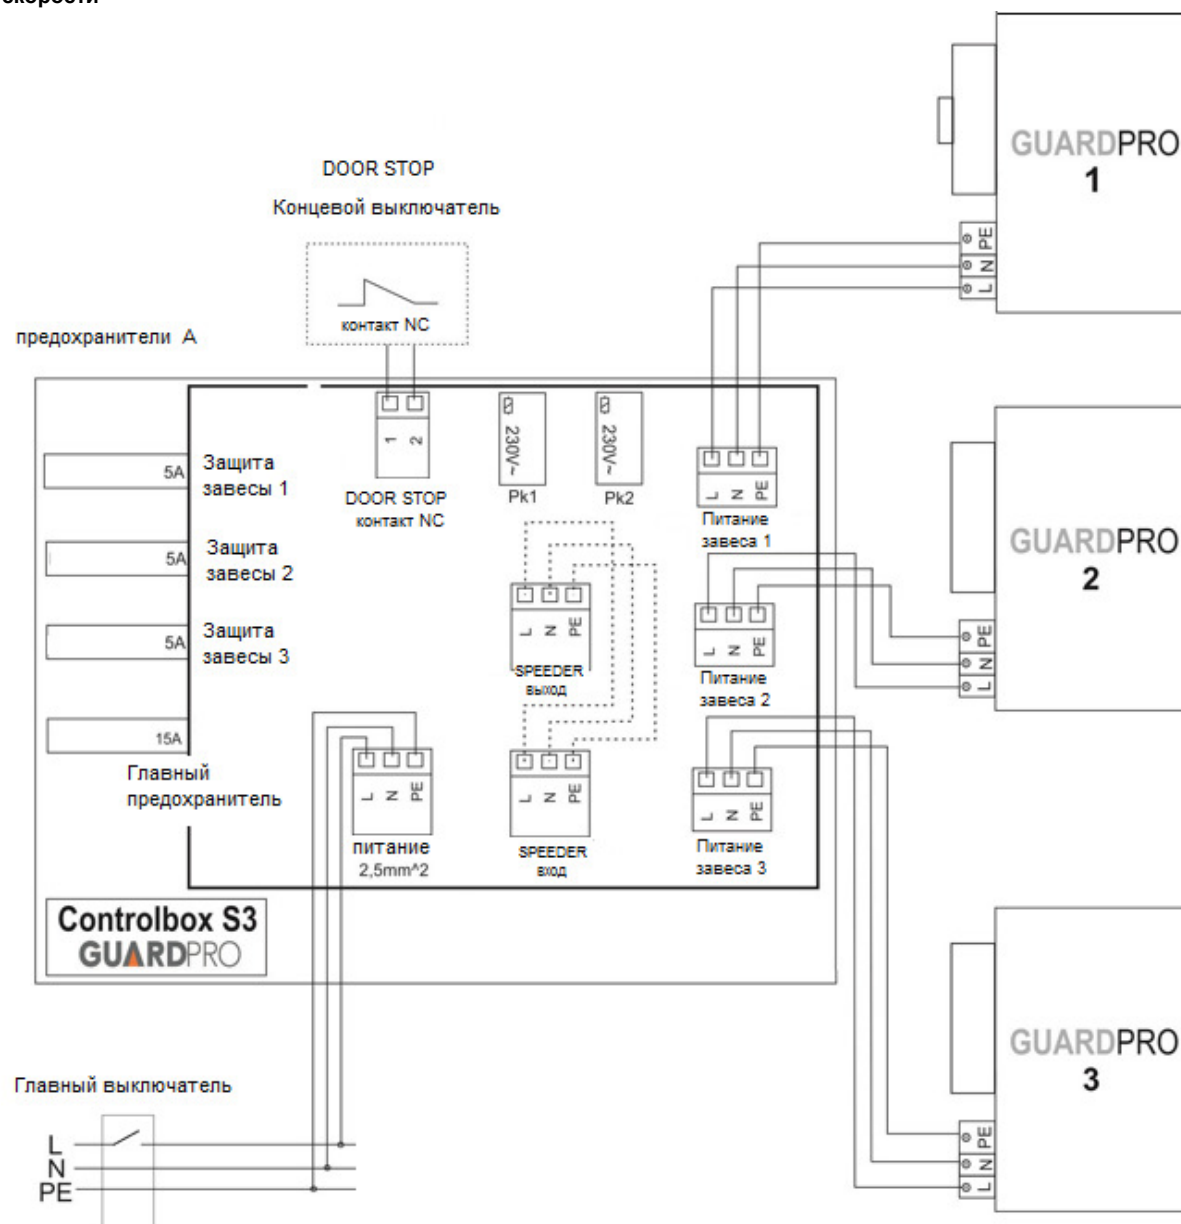 скорости
DOOR STOP
Концевой выключатель
контакт NC
предохранители A
GUARDPRO
1
PE
N
L
5A
Защита
завесы 1
1
2
DOOR STOP
контакт NC
230V~
Pk1
230V~
Pk2
L N PE
Питание
завеса 1
5A
Защита
завесы 2
GUARDPRO
2
PE
N
L
L N PE
SPEEDER
выход
L N PE
Питание
завеса 2
5A
Защита
завесы 3
15A
Главный
предохранитель
L N PE
питание
2,5mm^2
L N PE
SPEEDER
вход
L N PE
Питание
завеса 3
Controlbox S3
GUARDPRO
GUARDPRO
3
PE
N
L
Главный выключатель
L
N
PE